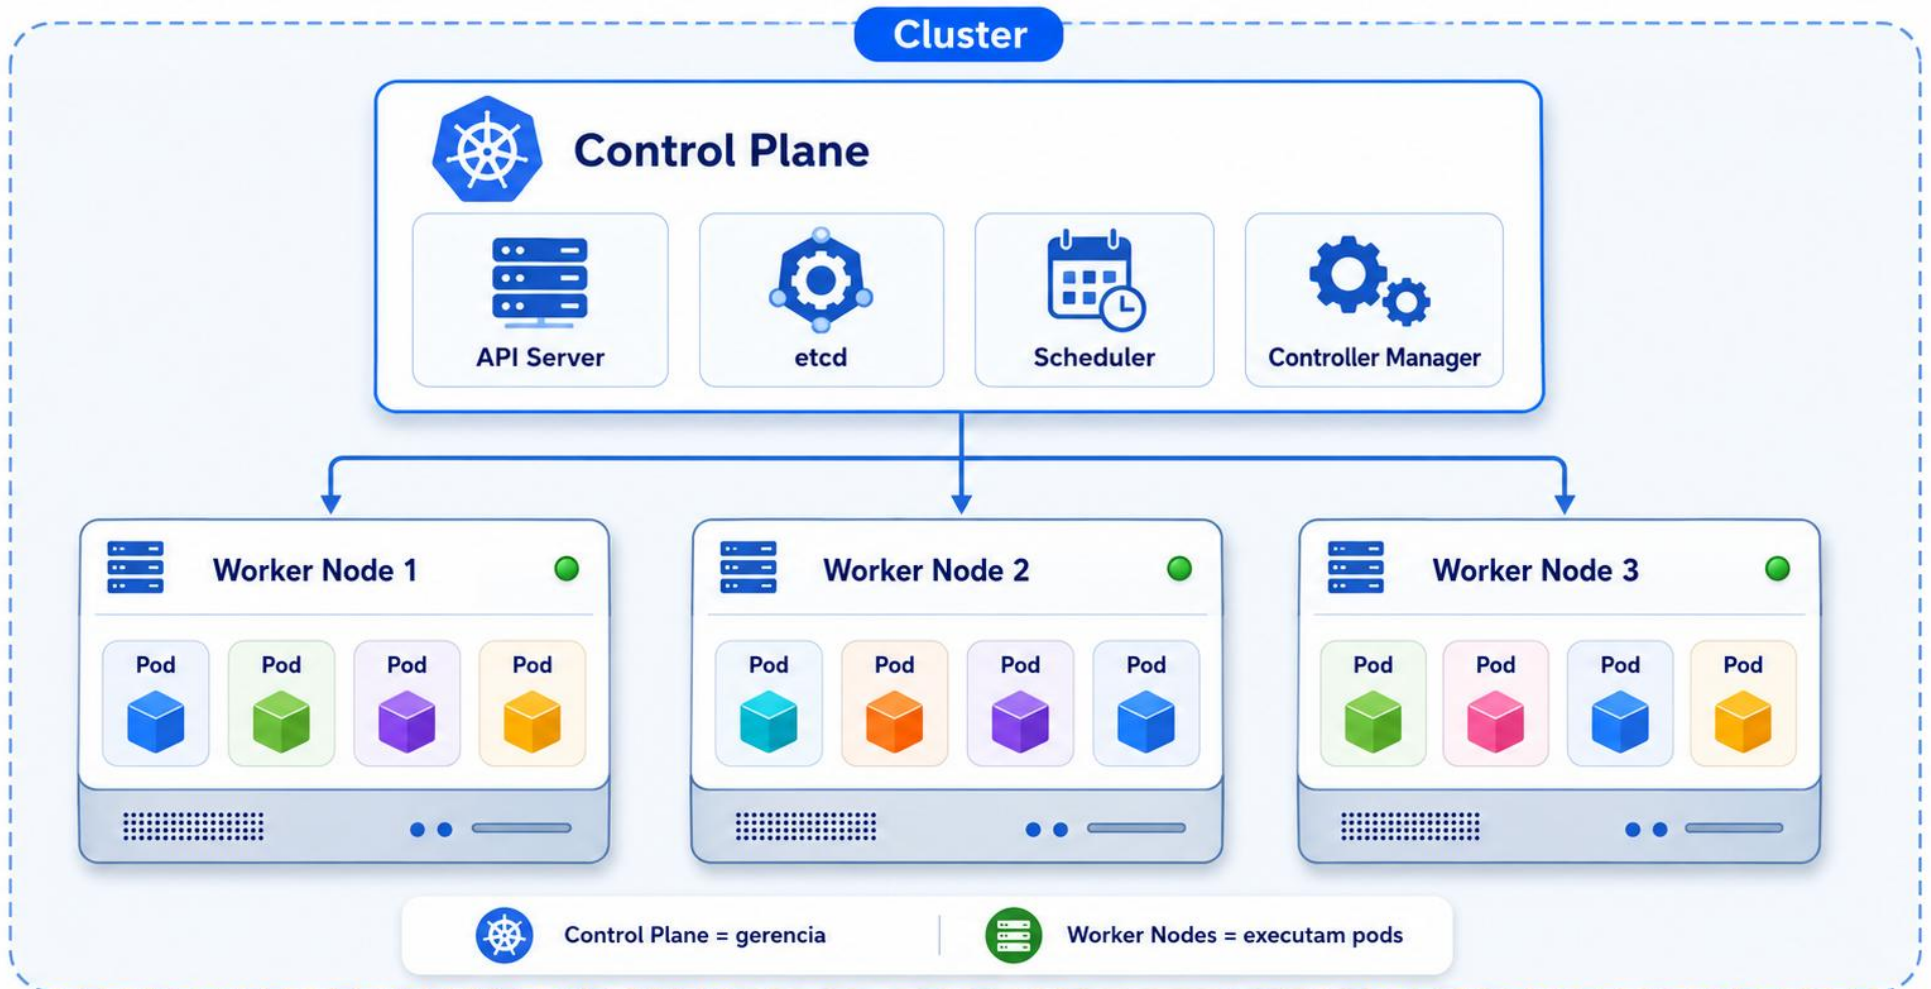 Cluster
Control Plane
API Server
etcd
Scheduler
Controller Manager
Worker Node 1
Worker Node 2
Worker Node 3
Pod Pod Pod Pod
Pod Pod Pod Pod
Pod Pod Pod Pod
Control Plane = gerencia
Worker Nodes = executam pods